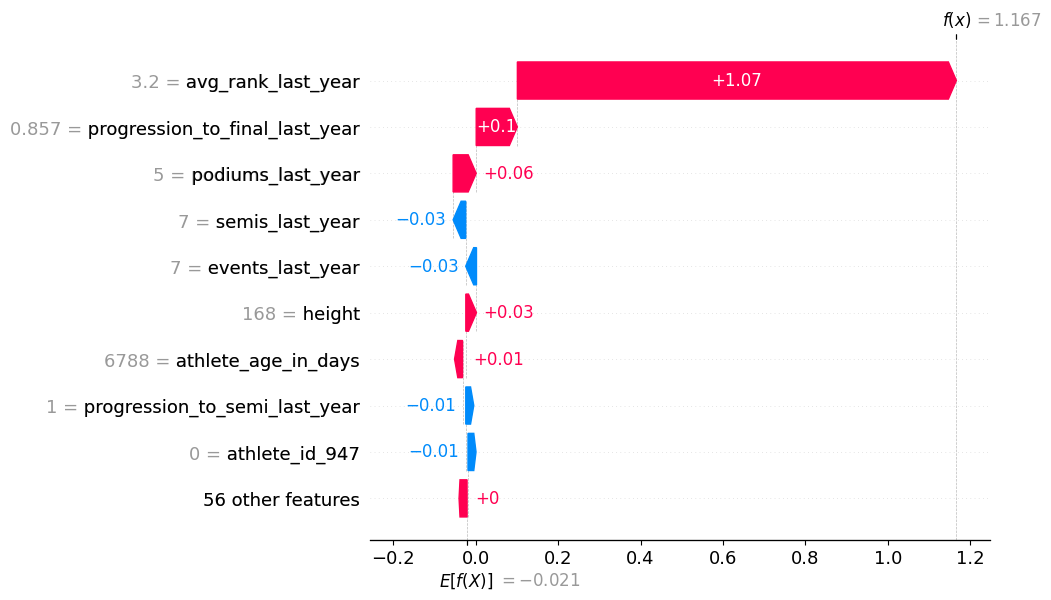 f(x) = 1.167
3.2 = avg_rank_last_year
+1.07
0.857 = progression_to_final_last_year
+0.1
5 = podiums_last_year
+0.06
7 = semis_last_year
−0.03
7 = events_last_year
−0.03
168 = height
+0.03
6788 = athlete_age_in_days
+0.01
1 = progression_to_semi_last_year
−0.01
0 = athlete_id_947
−0.01
56 other features
+0
−0.2 0.0 0.2 0.4 0.6 0.8 1.0 1.2
E[f(X)] = −0.021